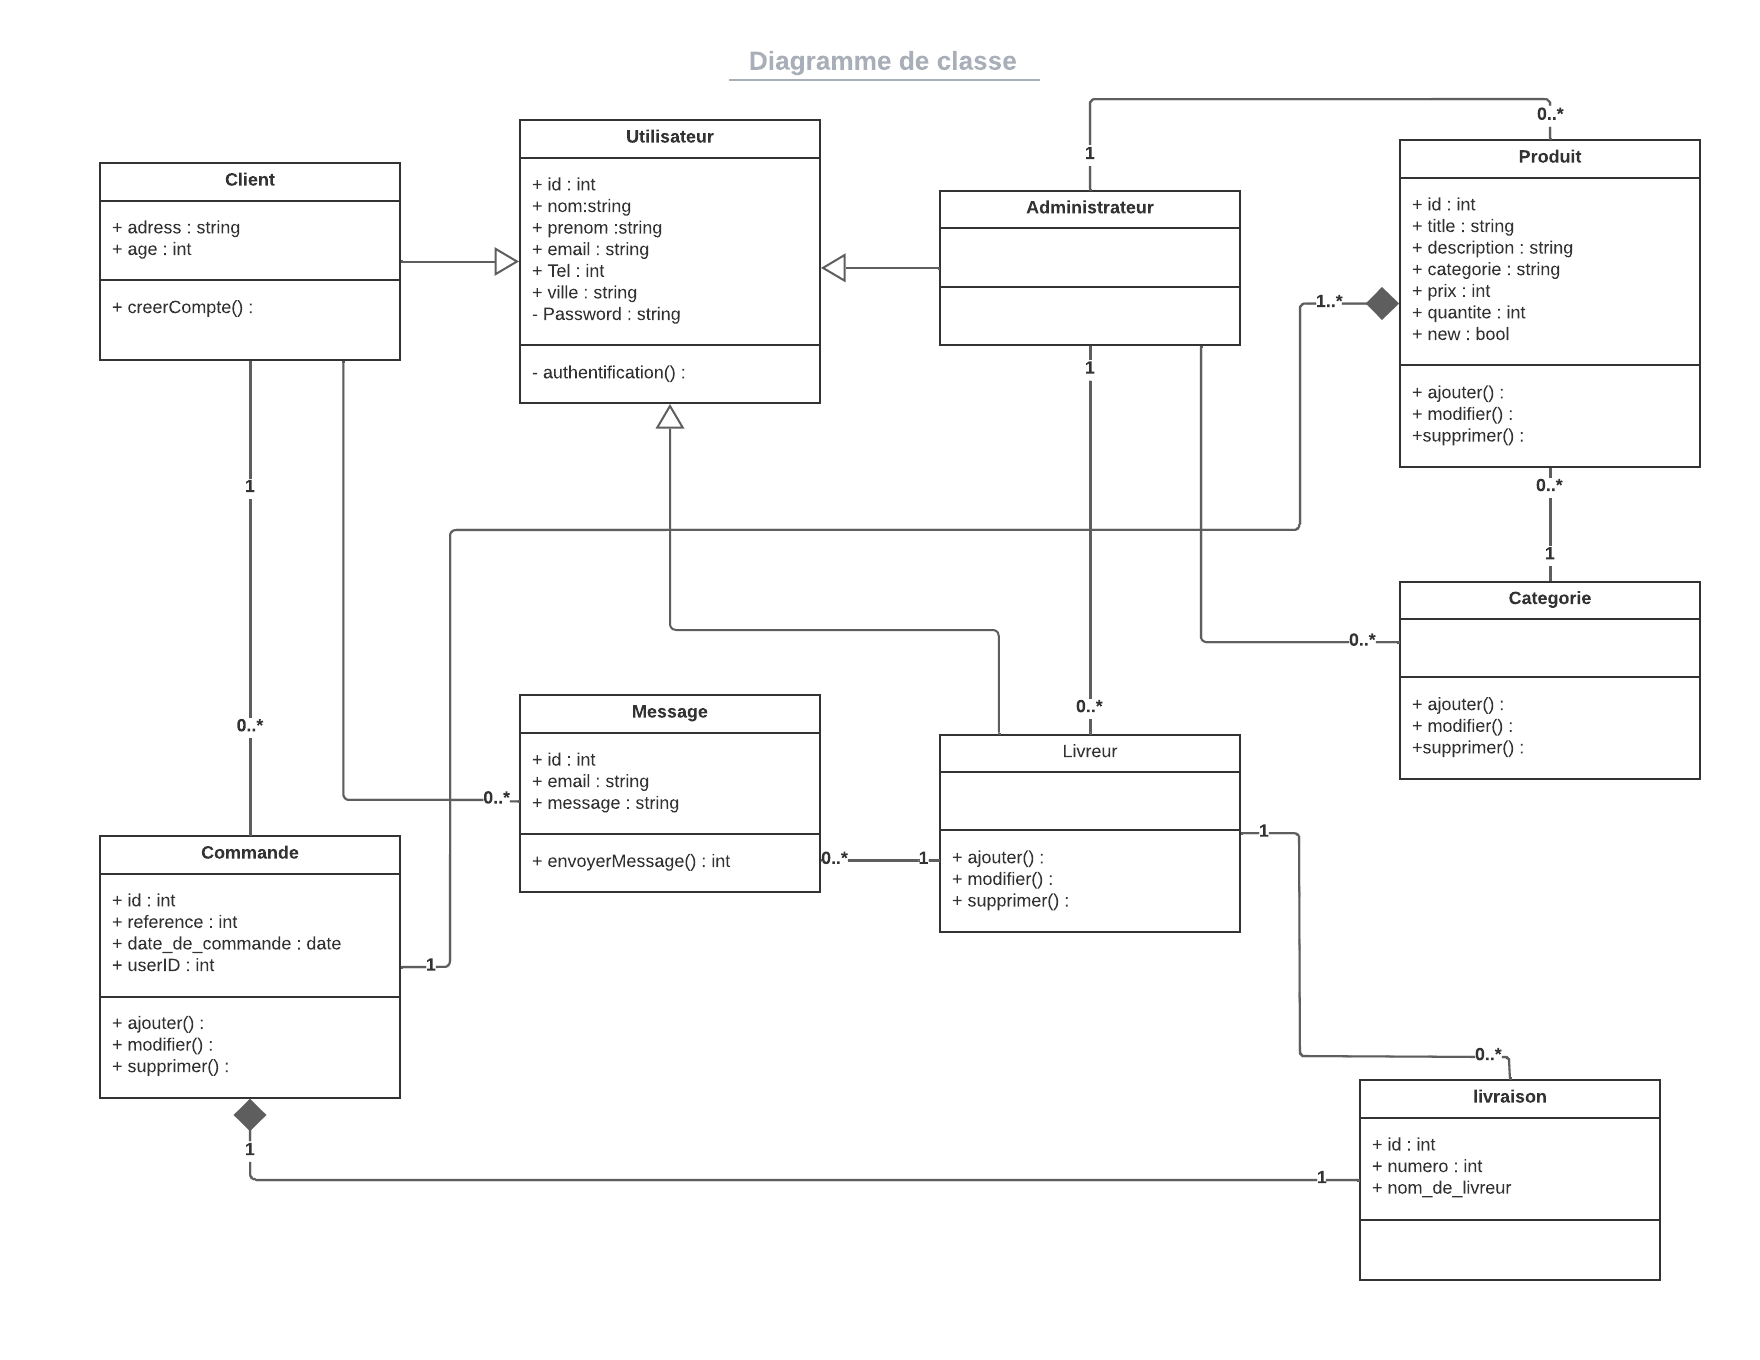 Diagramme de classe
Client
+ adress : string
+ age : int
+ creerCompte() :
Utilisateur
+ id : int
+ nom:string
+ prenom :string
+ email : string
+ Tel : int
+ ville : string
- Password : string
- authentification() :
Administrateur
Produit
+ id : int
+ title : string
+ description : string
+ categorie : string
+ prix : int
+ quantite : int
+ new : bool
+ ajouter() :
+ modifier() :
+supprimer() :
1
0..*
1..*
1
1
0..*
1
0..*
0..*
0..*
Categorie
+ ajouter() :
+ modifier() :
+supprimer() :
Message
+ id : int
+ email : string
+ message : string
+ envoyerMessage() : int
0..*
0..*
1
Livreur
+ ajouter() :
+ modifier() :
+ supprimer() :
1
Commande
+ id : int
+ reference : int
+ date_de_commande : date
+ userID : int
+ ajouter() :
+ modifier() :
+ supprimer() :
1
0..*
livraison
+ id : int
+ numero : int
+ nom_de_livreur
1
1